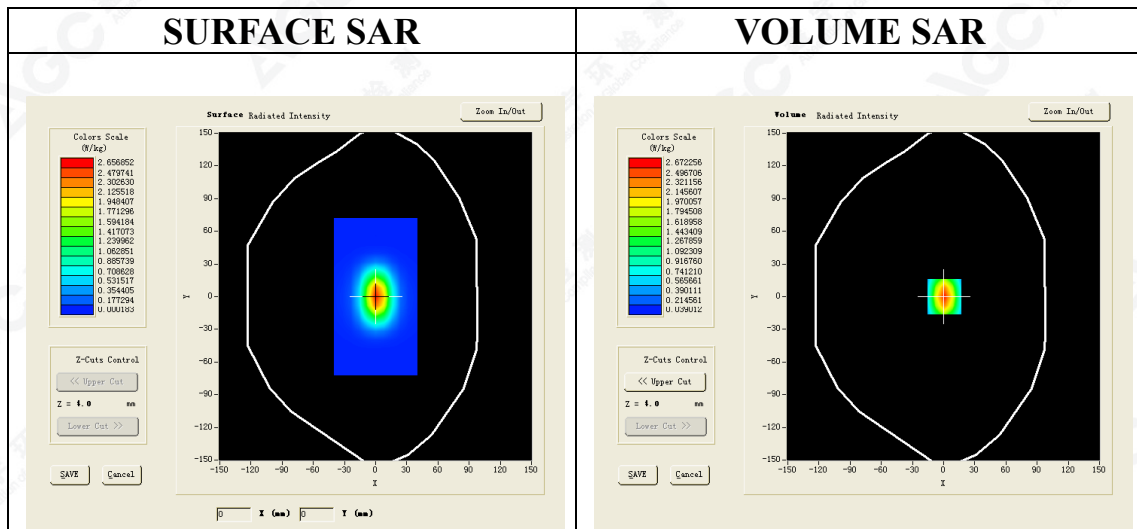 SURFACE SAR
VOLUME SAR
Surface Radiated Intensity
Zoom In/Out
Colors Scale
(W/kg)
2.656852
2.479741
2.302630
2.125518
1.948407
1.771296
1.594184
1.417073
1.239962
1.062851
0.885739
0.708628
0.531517
0.354405
0.177294
0.000183
Z-Cuts Control
<< Upper Cut
Z = 4.0 mm
Lower Cut >>
SAVE
Cancel
150
120
90
60
30
0
-30
-60
-90
-120
-150
Y
-150 -120 -90 -60 -30 0 30 60 90 120 150
X
0 X (mm) 0 Y (mm)
Volume Radiated Intensity
Zoom In/Out
Colors Scale
(W/kg)
2.672256
2.496706
2.321156
2.145607
1.970057
1.794508
1.618958
1.443409
1.267859
1.092309
0.916760
0.741210
0.565661
0.390111
0.214561
0.039012
Z-Cuts Control
<< Upper Cut
Z = 4.0 mm
Lower Cut >>
SAVE
Cancel
150
120
90
60
30
0
-30
-60
-90
-120
-150
Y
-150 -120 -90 -60 -30 0 30 60 90 120 150
X